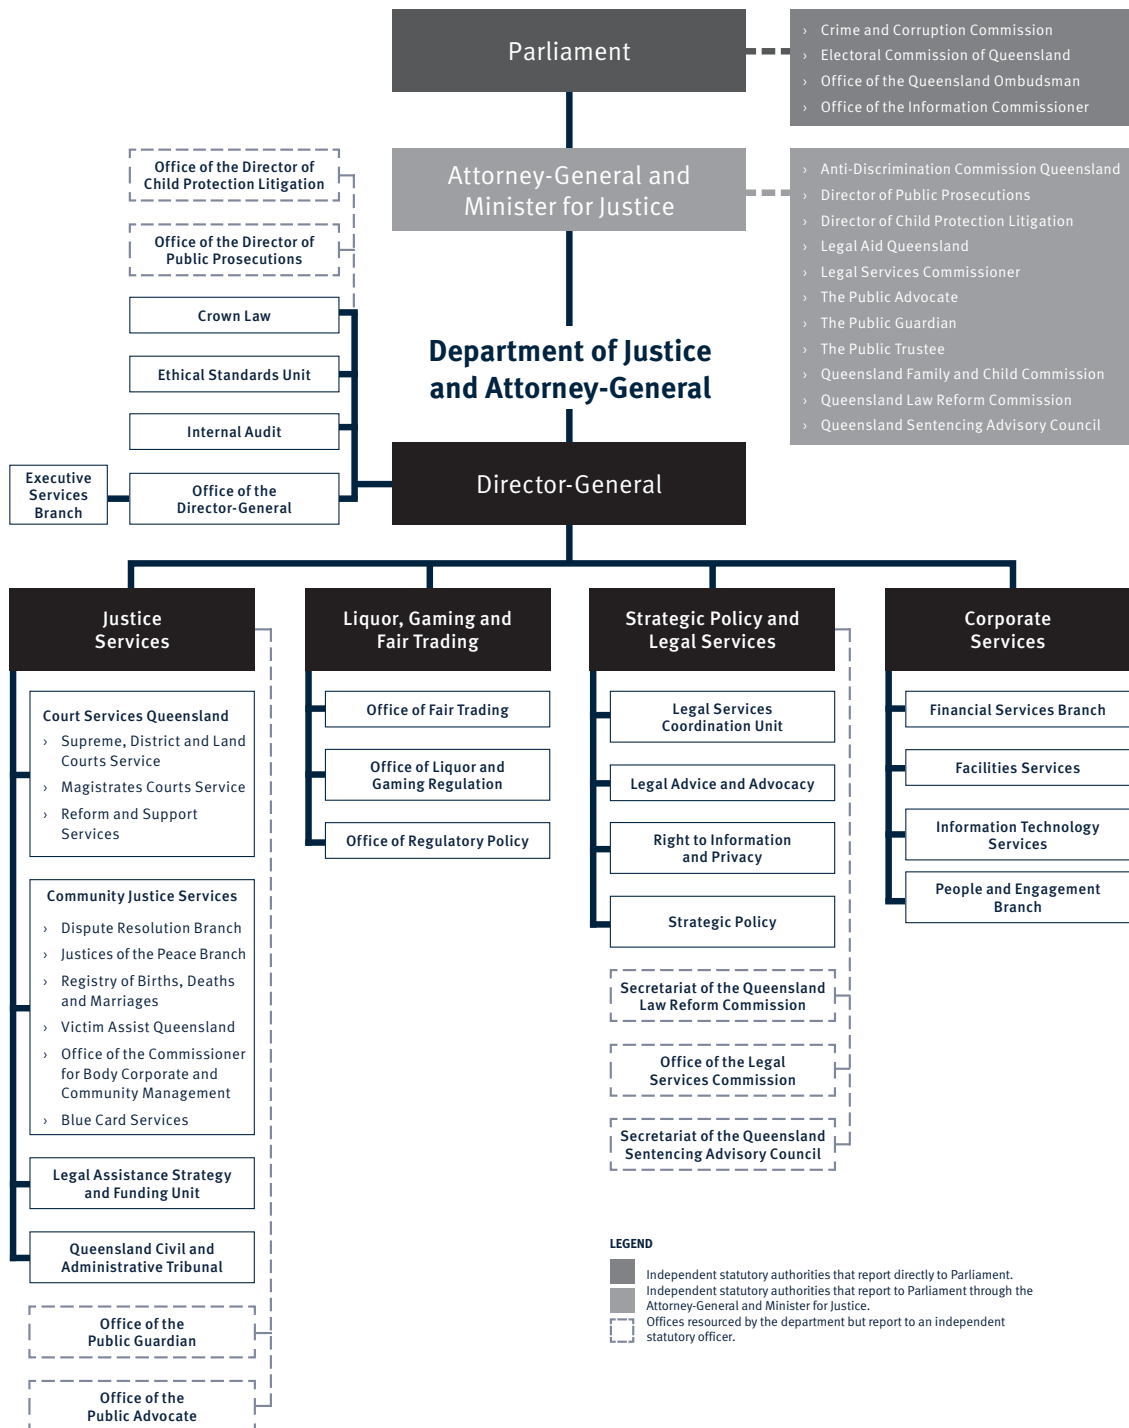 Parliament
› Crime and Corruption Commission
› Electoral Commission of Queensland
› Office of the Queensland Ombudsman
› Office of the Information Commissioner
Attorney-General and
Minister for Justice
› Anti-Discrimination Commission Queensland
› Director of Public Prosecutions
› Director of Child Protection Litigation
› Legal Aid Queensland
› Legal Services Commissioner
› The Public Advocate
› The Public Guardian
› The Public Trustee
› Queensland Family and Child Commission
› Queensland Law Reform Commission
› Queensland Sentencing Advisory Council
Office of the Director of
Child Protection Litigation
Office of the Director of
Public Prosecutions
Crown Law
Ethical Standards Unit
Internal Audit
Office of the
Director-General
Executive
Services
Branch
Department of Justice
and Attorney-General
Director-General
Justice
Services
Court Services Queensland
› Supreme, District and Land
Courts Service
› Magistrates Courts Service
› Reform and Support
Services
Community Justice Services
› Dispute Resolution Branch
› Justices of the Peace Branch
› Registry of Births, Deaths
and Marriages
› Victim Assist Queensland
› Office of the Commissioner
for Body Corporate and
Community Management
› Blue Card Services
Legal Assistance Strategy
and Funding Unit
Queensland Civil and
Administrative Tribunal
Office of the
Public Guardian
Office of the
Public Advocate
Liquor, Gaming and
Fair Trading
Office of Fair Trading
Office of Liquor and
Gaming Regulation
Office of Regulatory Policy
Strategic Policy and
Legal Services
Legal Services
Coordination Unit
Legal Advice and Advocacy
Right to Information
and Privacy
Strategic Policy
Secretariat of the Queensland
Law Reform Commission
Office of the Legal
Services Commission
Secretariat of the Queensland
Sentencing Advisory Council
Corporate
Services
Financial Services Branch
Facilities Services
Information Technology
Services
People and Engagement
Branch
LEGEND
Independent statutory authorities that report directly to Parliament.
Independent statutory authorities that report to Parliament through the
Attorney-General and Minister for Justice.
Offices resourced by the department but report to an independent
statutory officer.